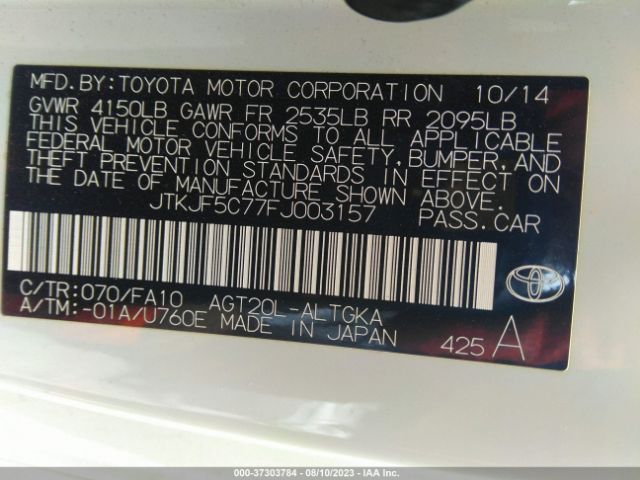 MFD.BY:TOYOTA MOTOR CORPORATION 10/14
GVWR 4150LB GAWR FR 2535LB RR 2095LB
THIS VEHICLE CONFORMS TO ALL APPLICABLE
FEDERAL MOTOR VEHICLE SAFETY,BUMPER,AND
THEFT PREVENTION STANDARDS IN EFFECT ON
THE DATE OF MANUFACTURE SHOWN ABOVE.
JTKJF5C77FJ003157 PASS.CAR
C/TR:070/FA10 AGT20L-ALTGKA
A/TM:-01A/U760E MADE IN JAPAN
425 A
000-37303784 - 08/10/2023 - IAA Inc.